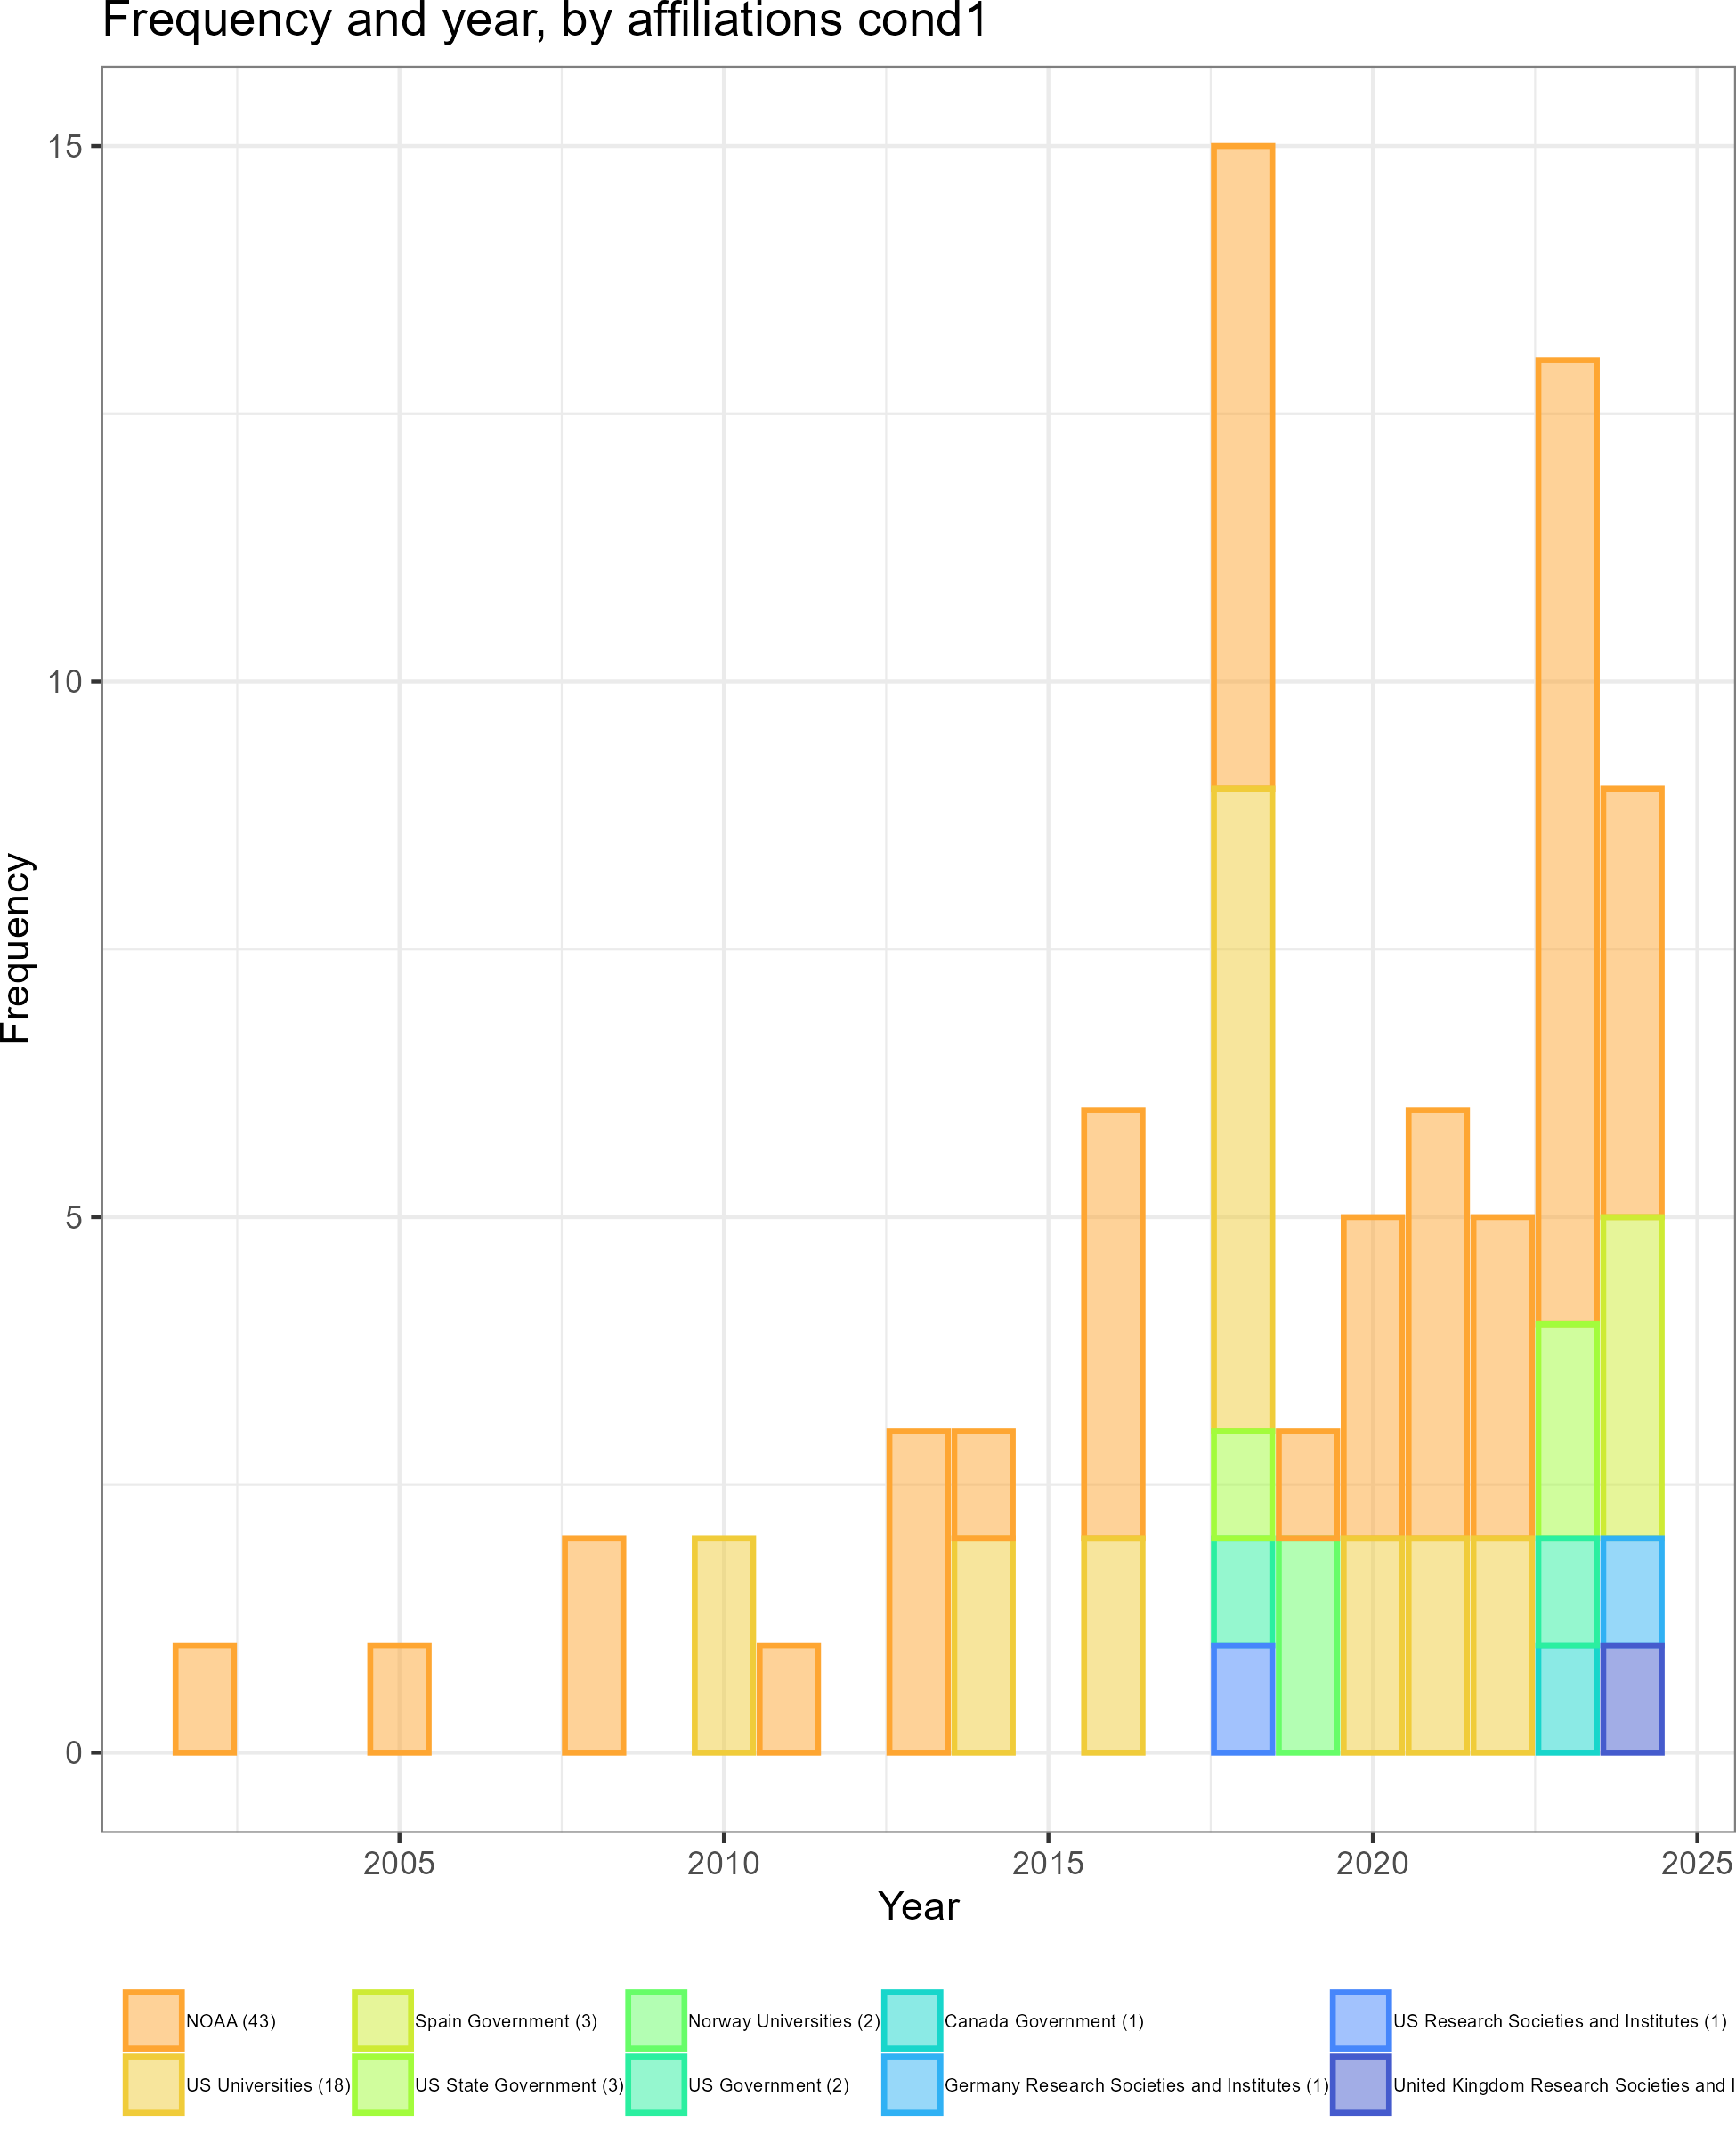 Frequency and year, by affiliations cond1
15
10
5
0
Frequency
2005 2010 2015 2020 2025
Year
NOAA (43) Spain Government (3) Norway Universities (2) Canada Government (1) US Research Societies and Institutes (1)
US Universities (18) US State Government (3) US Government (2) Germany Research Societies and Institutes (1) United Kingdom Research Societies and